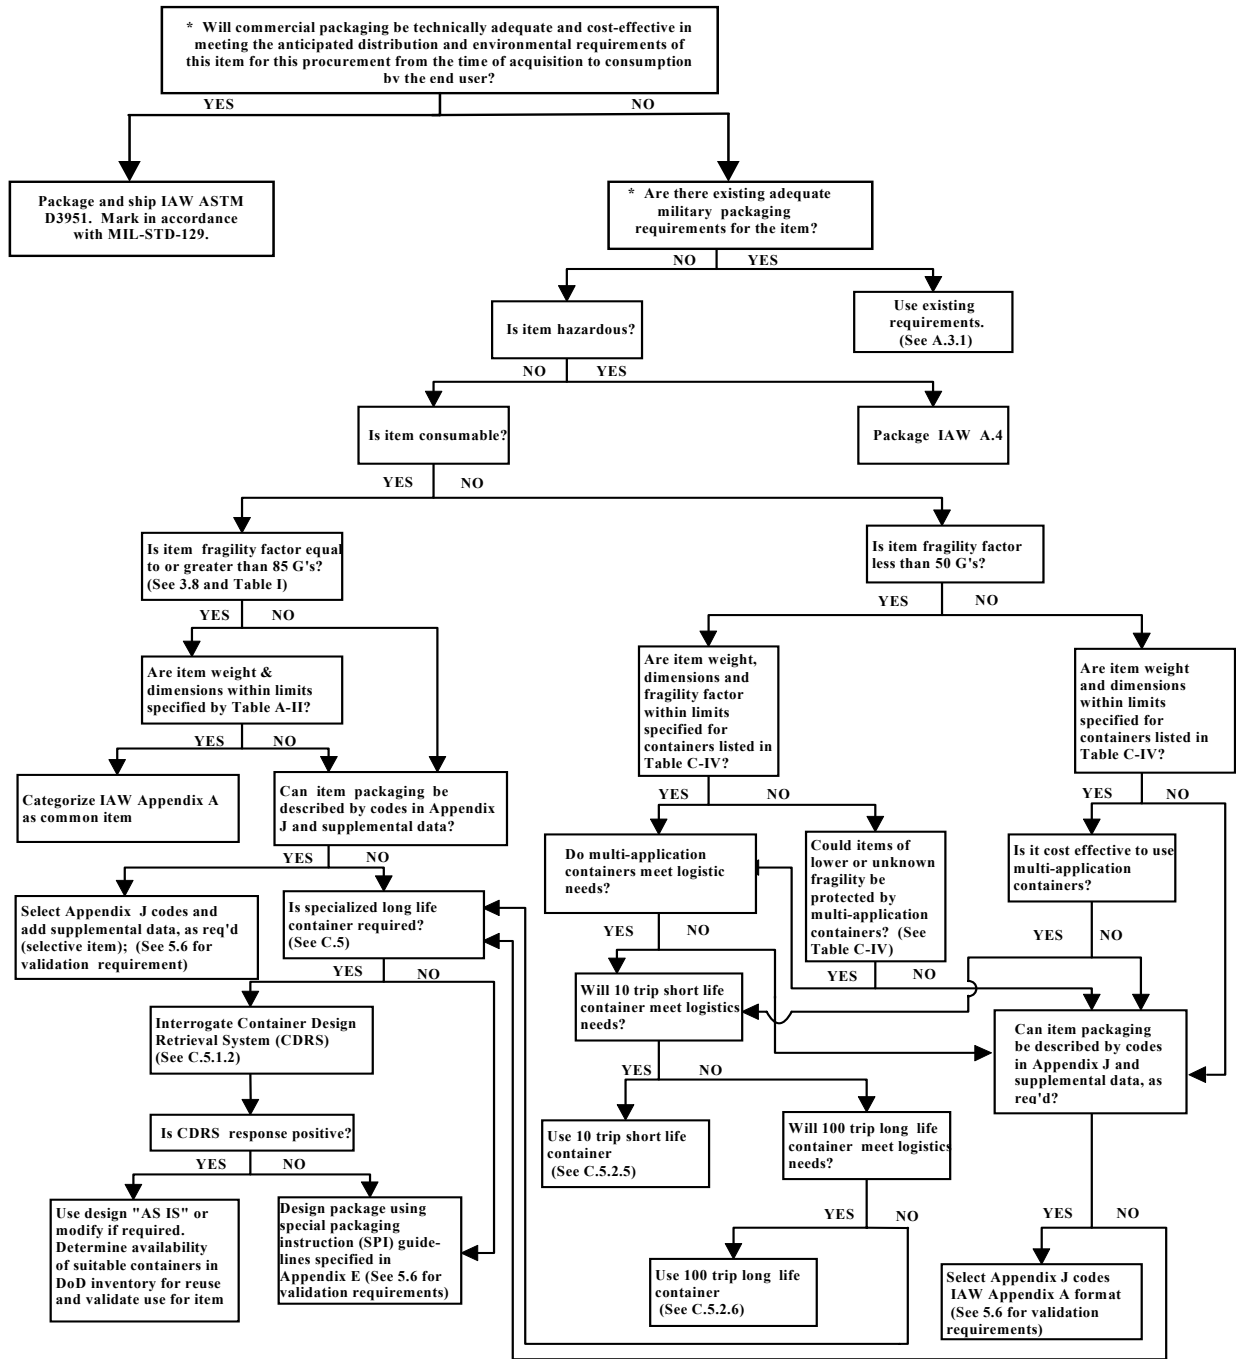 * Will commercial packaging be technically adequate and cost-effective in
meeting the anticipated distribution and environmental requirements of
this item for this procurement from the time of acquisition to consumption
by the end user?
YES
NO
Package and ship IAW ASTM
D3951. Mark in accordance
with MIL-STD-129.
* Are there existing adequate
military packaging
requirements for the item?
NO
YES
Is item hazardous?
Use existing
requirements.
(See A.3.1)
NO
YES
Is item consumable?
Package IAW A.4
YES
NO
Is item fragility factor equal
to or greater than 85 G's?
(See 3.8 and Table I)
Is item fragility factor
less than 50 G's?
YES
NO
YES
NO
Are item weight &
dimensions within limits
specified by Table A-II?
Are item weight,
dimensions and
fragility factor
within limits
specified for
containers listed in
Table C-IV?
Are item weight
and dimensions
within limits
specified for
containers listed in
Table C-IV?
YES
NO
YES
NO
YES
NO
Categorize IAW Appendix A
as common item
Can item packaging be
described by codes in Appendix
J and supplemental data?
Do multi-application
containers meet logistic
needs?
Could items of
lower or unknown
fragility be
protected by
multi-application
containers? (See
Table C-IV)
Is it cost effective to use
multi-application
containers?
YES
NO
YES
NO
YES
NO
YES
NO
Select Appendix J codes and
add supplemental data, as req'd
(selective item); (See 5.6 for
validation requirement)
Is specialized long life
container required?
(See C.5)
YES
NO
Will 10 trip short life
container meet logistics
needs?
Can item packaging
be described by codes
in Appendix J and
supplemental data, as
req'd?
Interrogate Container Design
Retrieval System (CDRS)
(See C.5.1.2)
YES
NO
Is CDRS response positive?
Use 10 trip short life
container
(See C.5.2.5)
Will 100 trip long life
container meet logistics
needs?
YES
NO
Use design "AS IS" or
modify if required.
Determine availability
of suitable containers in
DoD inventory for reuse
and validate use for item
Design package using
special packaging
instruction (SPI) guide-
lines specified in
Appendix E (See 5.6 for
validation requirements)
YES
NO
YES
NO
Use 100 trip long life
container
(See C.5.2.6)
Select Appendix J codes
IAW Appendix A format
(See 5.6 for validation
requirements)